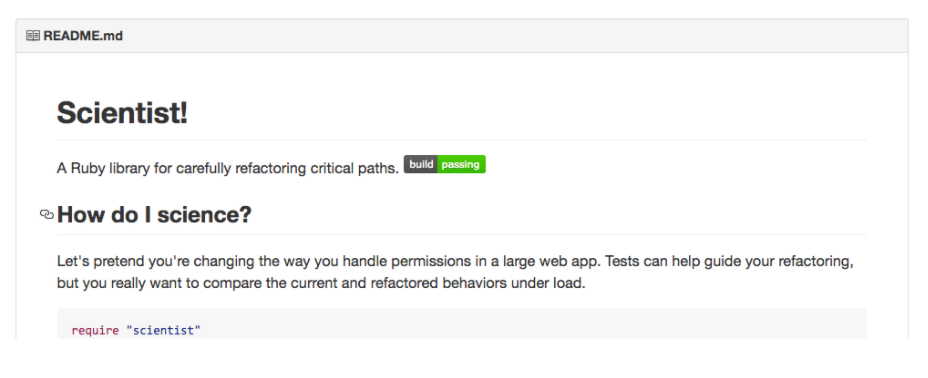 README.md
Scientist!
A Ruby library for carefully refactoring critical paths. build passing
How do I science?
Let's pretend you're changing the way you handle permissions in a large web app. Tests can help guide your refactoring,
but you really want to compare the current and refactored behaviors under load.
require "scientist"